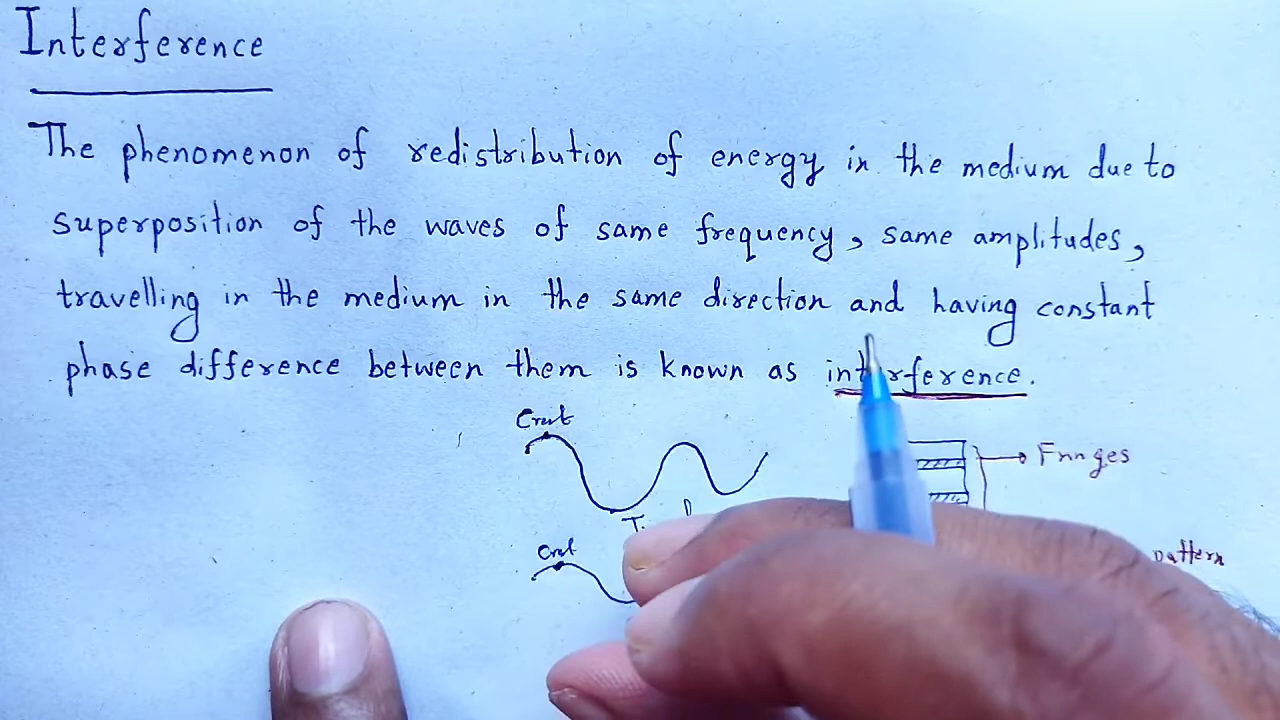 Interference
The phenomenon of redistribution of energy in the medium due to
superposition of the waves of same frequency, same amplitudes,
travelling in the medium in the same direction and having constant
phase difference between them is known as interference.
Crest
Fringes
Crest
pattern